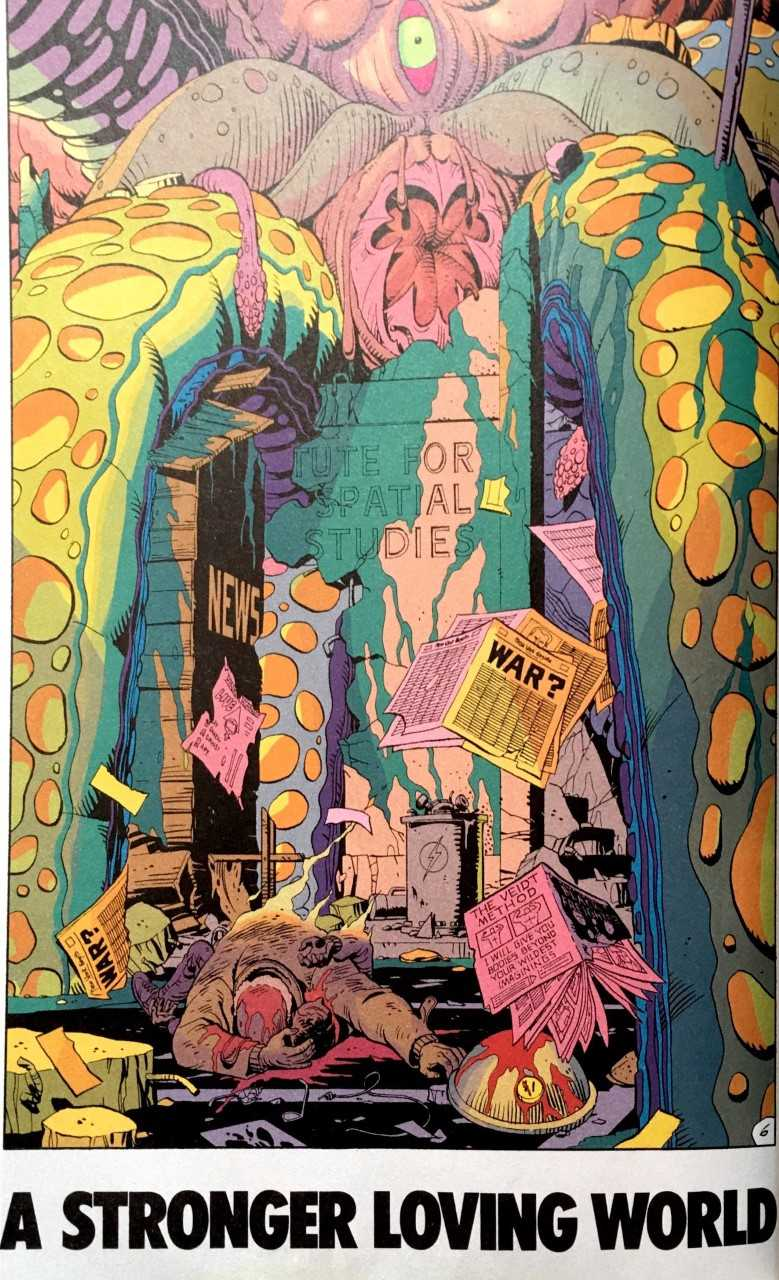 TUTE FOR
SPATIAL
STUDIES
NEWS
WAR?
THE VEIDT
METHOD
I WILL GIVE YOU
BODIES BEYOND
YOUR WILDEST
IMAGININGS
WAR?
6
A STRONGER LOVING WORLD